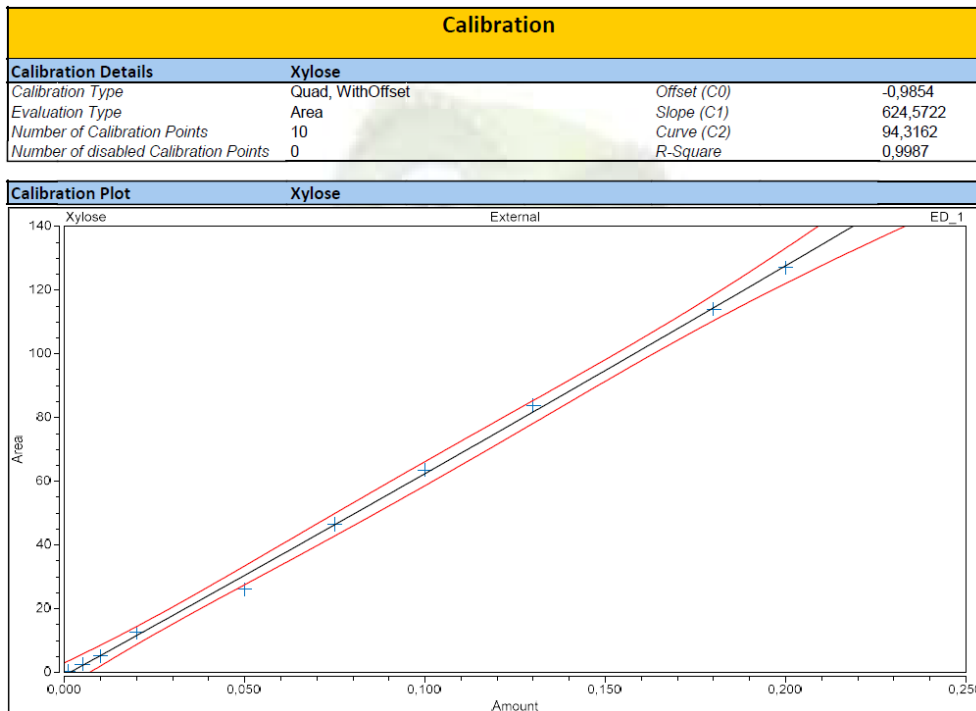 Calibration
Calibration Details Xylose
Calibration Type Quad, WithOffset Offset (C0) -0,9854
Evaluation Type Area Slope (C1) 624,5722
Number of Calibration Points 10 Curve (C2) 94,3162
Number of disabled Calibration Points 0 R-Square 0,9987
Calibration Plot Xylose
Xylose External ED_1
140
120
100
80
60
40
20
0
Area
0,000 0,050 0,100 0,150 0,200 0,250
Amount